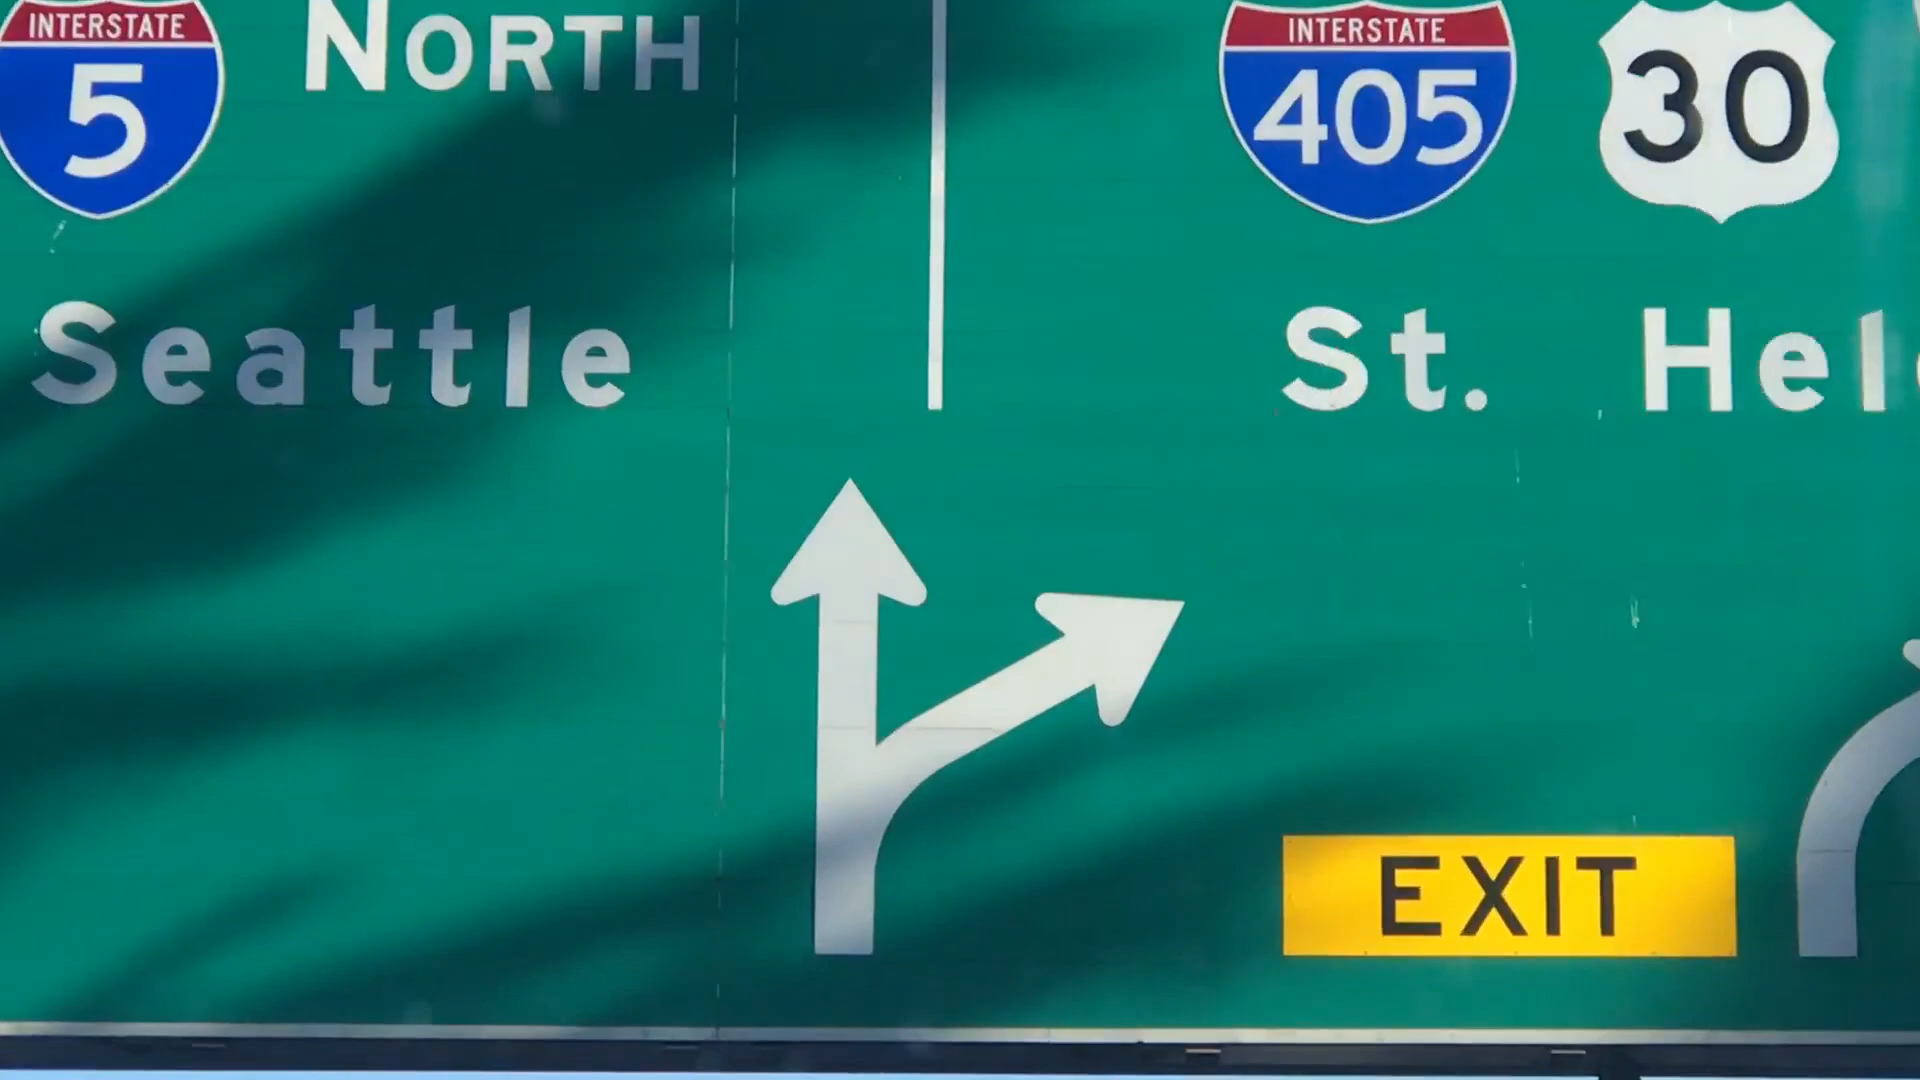 INTERSTATE
5
NORTH
Seattle
INTERSTATE
405
30
St.
EXIT